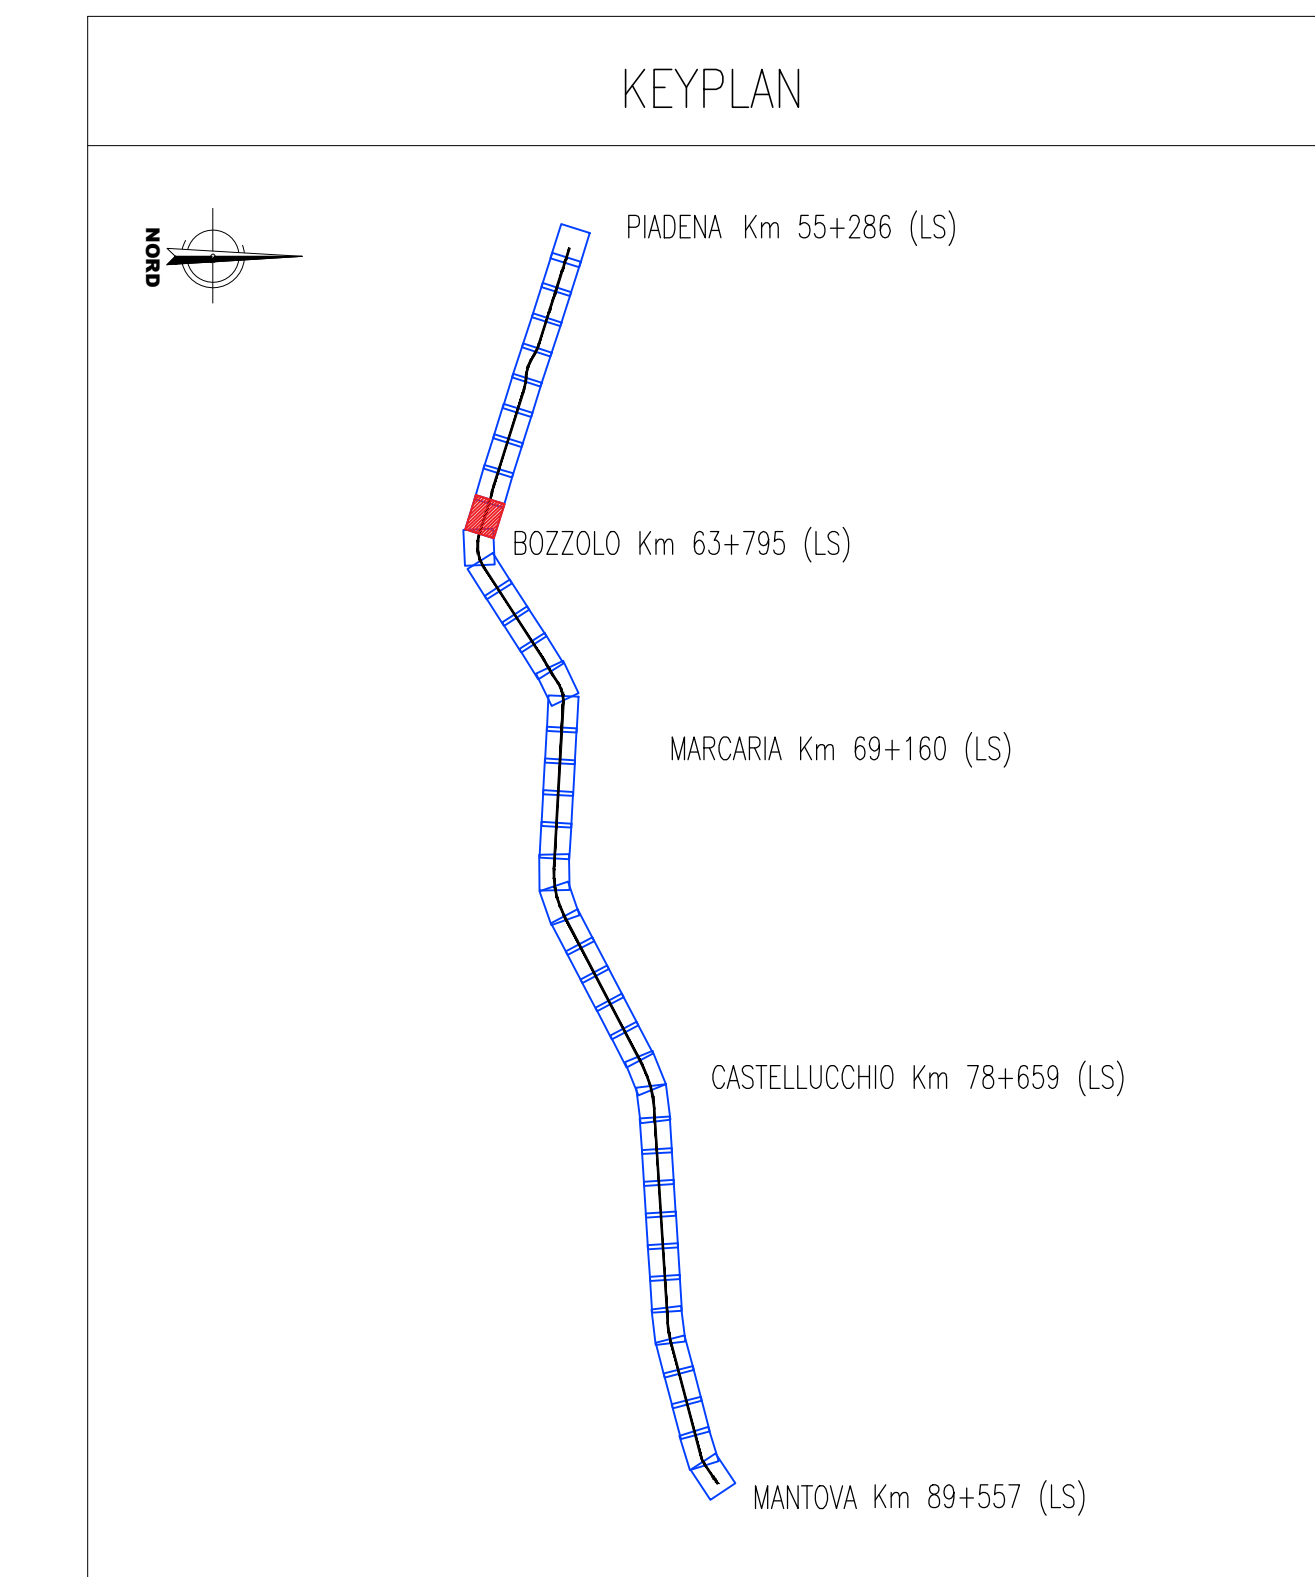 KEYPLAN
NORD
PIADENA Km 55+286 (LS)
BOZZOLO Km 63+795 (LS)
MARCARIA Km 69+160 (LS)
CASTELLUCCHIO Km 78+659 (LS)
MANTOVA Km 89+557 (LS)